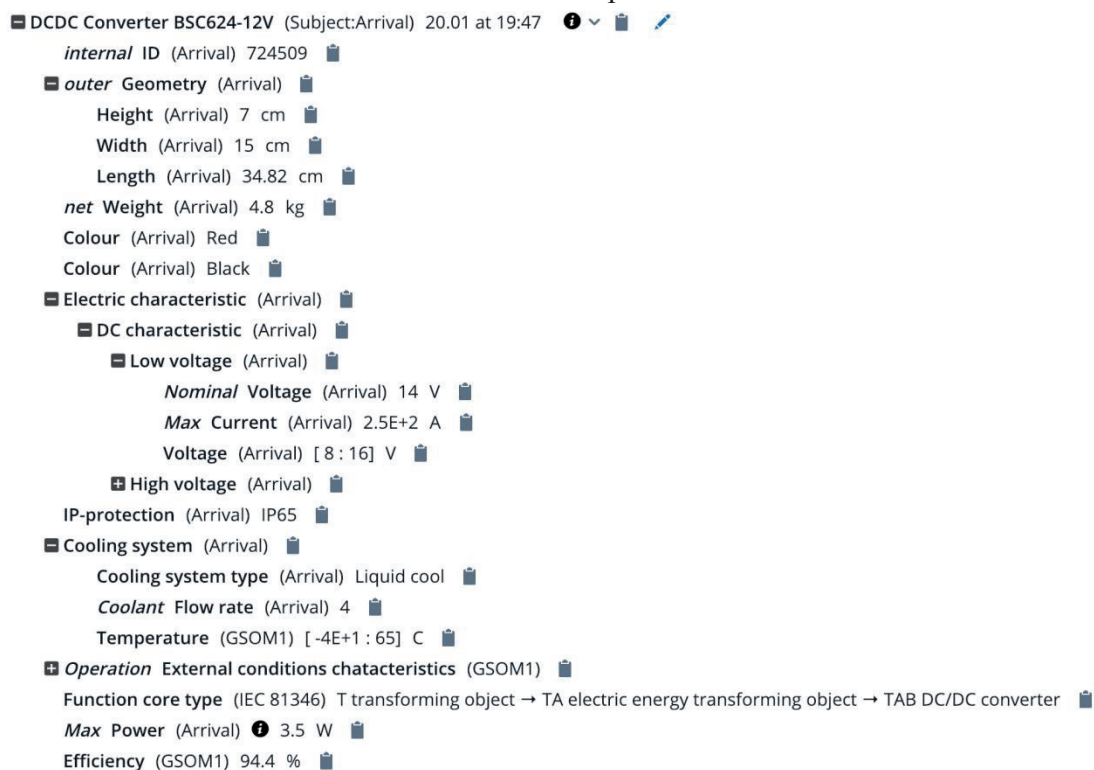 DCDC Converter BSC624-12V (Subject:Arrival) 20.01 at 19:47
internal ID (Arrival) 724509
outer Geometry (Arrival)
Height (Arrival) 7 cm
Width (Arrival) 15 cm
Length (Arrival) 34.82 cm
net Weight (Arrival) 4.8 kg
Colour (Arrival) Red
Colour (Arrival) Black
Electric characteristic (Arrival)
DC characteristic (Arrival)
Low voltage (Arrival)
Nominal Voltage (Arrival) 14 V
Max Current (Arrival) 2.5E+2 A
Voltage (Arrival) [ 8 : 16] V
High voltage (Arrival)
IP-protection (Arrival) IP65
Cooling system (Arrival)
Cooling system type (Arrival) Liquid cool
Coolant Flow rate (Arrival) 4
Temperature (GSOM1) [ -4E+1 : 65] C
Operation External conditions chatacteristics (GSOM1)
Function core type (IEC 81346) T transforming object → TA electric energy transforming object → TAB DC/DC converter
Max Power (Arrival) 3.5 W
Efficiency (GSOM1) 94.4 %